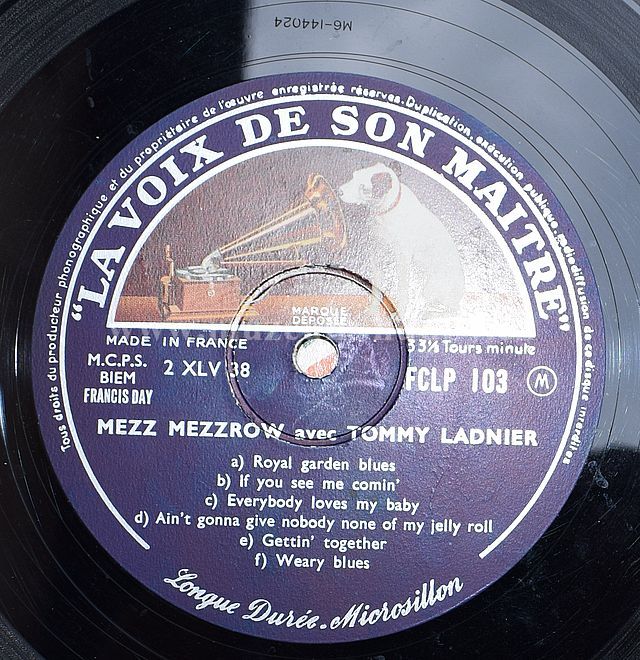 M6-144024
Tous droits du producteur phonographique et du propriétaire de l'œuvre enregistrée réservés. Duplication, exécution publique, radiodiffusion de ce disque interdites
"LA VOIX DE SON MAITRE"
MARQUE
DÉPOSÉE
MADE IN FRANCE
33⅓ Tours minute
M.C.P.S.
BIEM
FRANCIS DAY
2 XLV 38
FCLP 103
M
MEZZ MEZZROW avec TOMMY LADNIER
a) Royal garden blues
b) If you see me comin'
c) Everybody loves my baby
d) Ain't gonna give nobody none of my jelly roll
e) Gettin' together
f) Weary blues
Longue Durée-Microsillon